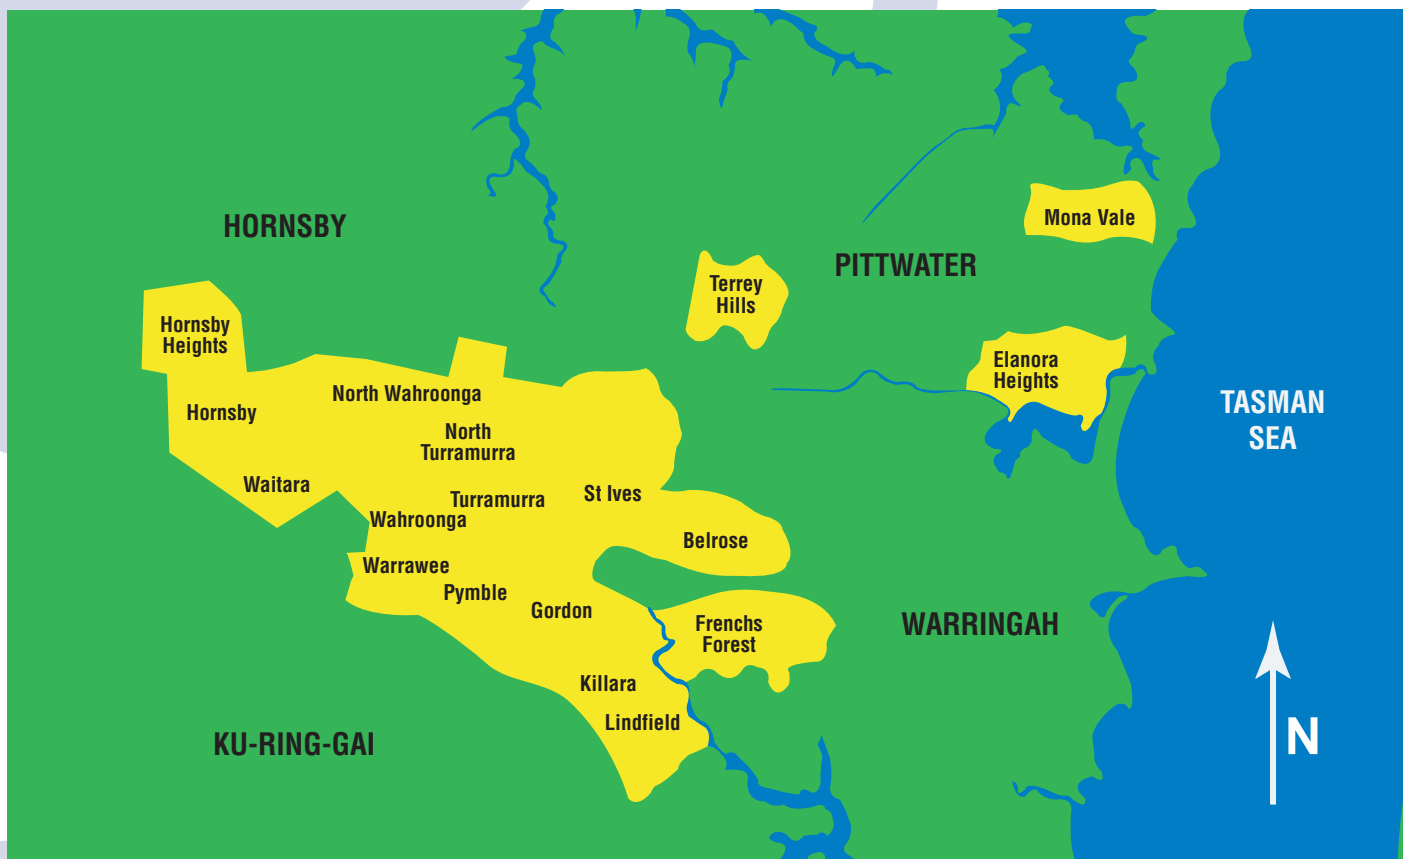 HORNSBY
Mona Vale
PITTWATER
Terrey
Hills
Hornsby
Heights
Elanora
Heights
North Wahroonga
Hornsby
TASMAN
SEA
North
Turramurra
Waitara
St Ives
Turramurra
Wahroonga
Belrose
Warrawee
Pymble
Gordon
Frenchs
Forest
WARRINGAH
Killara
Lindfield
KU-RING-GAI
N